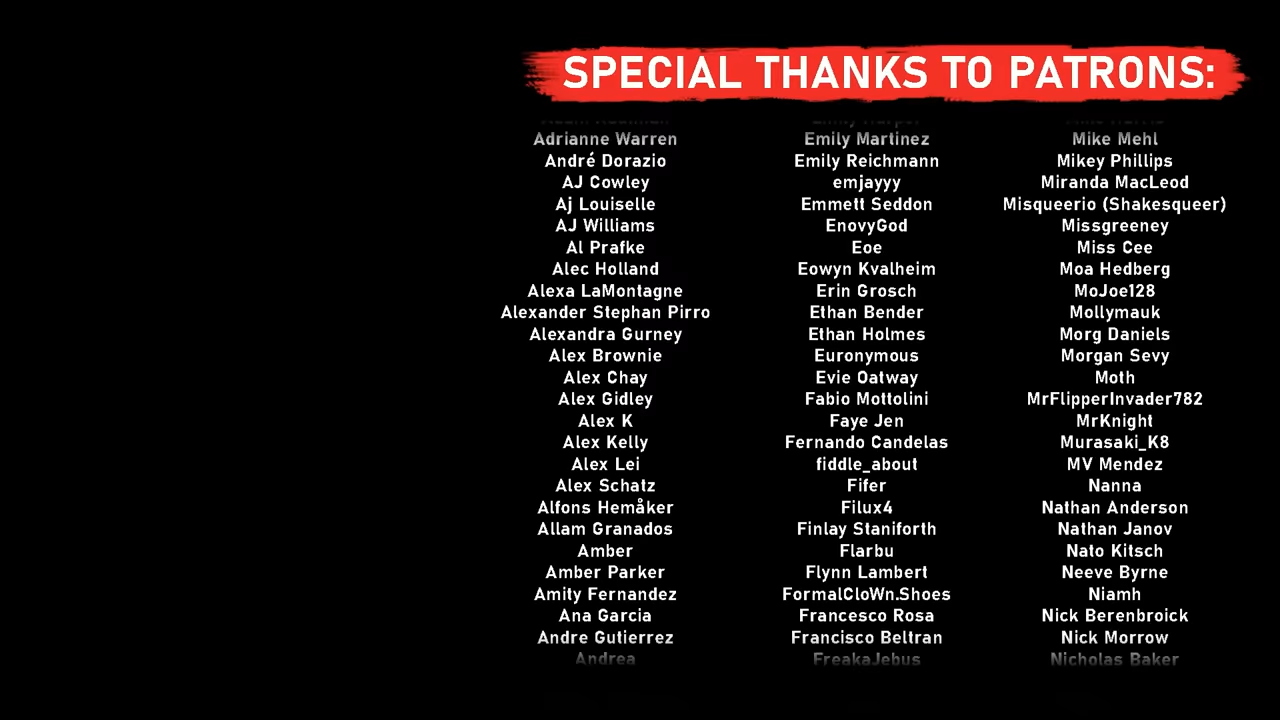 SPECIAL THANKS TO PATRONS:
Adrianne Warren
André Dorazio
AJ Cowley
Aj Louiselle
AJ Williams
Al Prafke
Alec Holland
Alexa LaMontagne
Alexander Stephan Pirro
Alexandra Gurney
Alex Brownie
Alex Chay
Alex Gidley
Alex K
Alex Kelly
Alex Lei
Alex Schatz
Alfons Hemåker
Allam Granados
Amber
Amber Parker
Amity Fernandez
Ana Garcia
Andre Gutierrez
Andrea
Emily Martinez
Emily Reichmann
emjayyy
Emmett Seddon
EnovyGod
Eoe
Eowyn Kvalheim
Erin Grosch
Ethan Bender
Ethan Holmes
Euronymous
Evie Oatway
Fabio Mottolini
Faye Jen
Fernando Candelas
fiddle_about
Fifer
Filux4
Finlay Staniforth
Flarbu
Flynn Lambert
FormalCloWn.Shoes
Francesco Rosa
Francisco Beltran
FreakaJebus
Mike Mehl
Mikey Phillips
Miranda MacLeod
Misqueerio (Shakesqueer)
Missgreeney
Miss Cee
Moa Hedberg
MoJoe128
Mollymauk
Morg Daniels
Morgan Sevy
Moth
MrFlipperInvader782
MrKnight
Murasaki_K8
MV Mendez
Nanna
Nathan Anderson
Nathan Janov
Nato Kitsch
Neeve Byrne
Niamh
Nick Berenbroick
Nick Morrow
Nicholas Baker